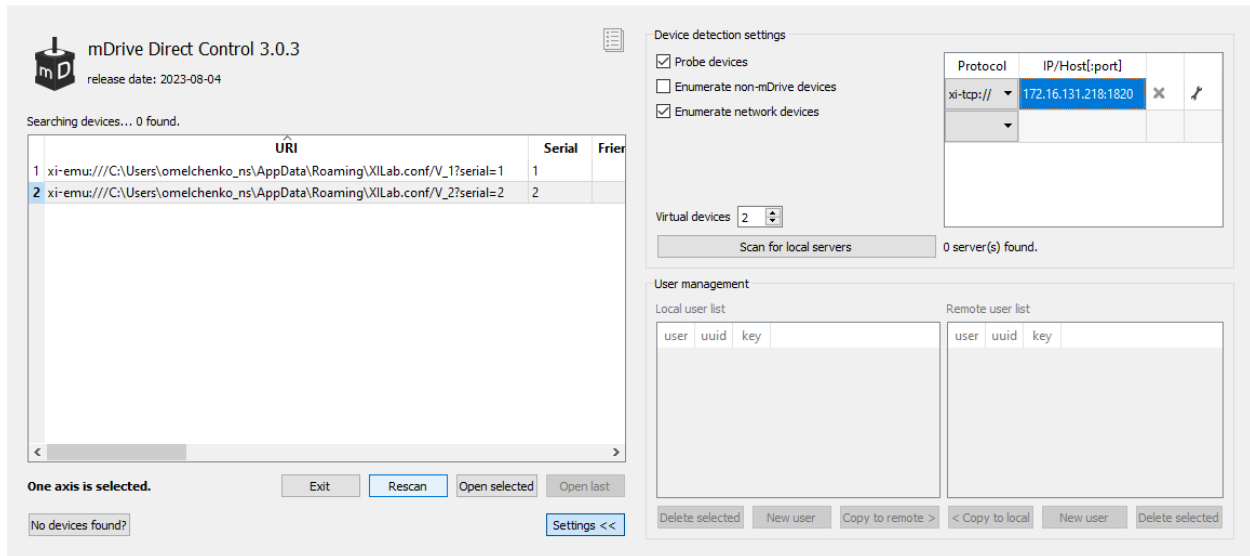 mDrive Direct Control 3.0.3
mD
release date: 2023-08-04
Searching devices... 0 found.
URI Serial Frier
1 xi-emu:///C:\Users\omelchenko_ns\AppData\Roaming\XILab.conf/V_1?serial=1 1
2 xi-emu:///C:\Users\omelchenko_ns\AppData\Roaming\XILab.conf/V_2?serial=2 2
One axis is selected.
Exit
Rescan
Open selected
Open last
No devices found?
Settings <<
Device detection settings
Probe devices
Enumerate non-mDrive devices
Enumerate network devices
Protocol IP/Host[:port]
xi-tcp:// 172.16.131.218:1820
Virtual devices 2
Scan for local servers
0 server(s) found.
User management
Local user list
user uuid key
Remote user list
user uuid key
Delete selected
New user
Copy to remote >
< Copy to local
New user
Delete selected